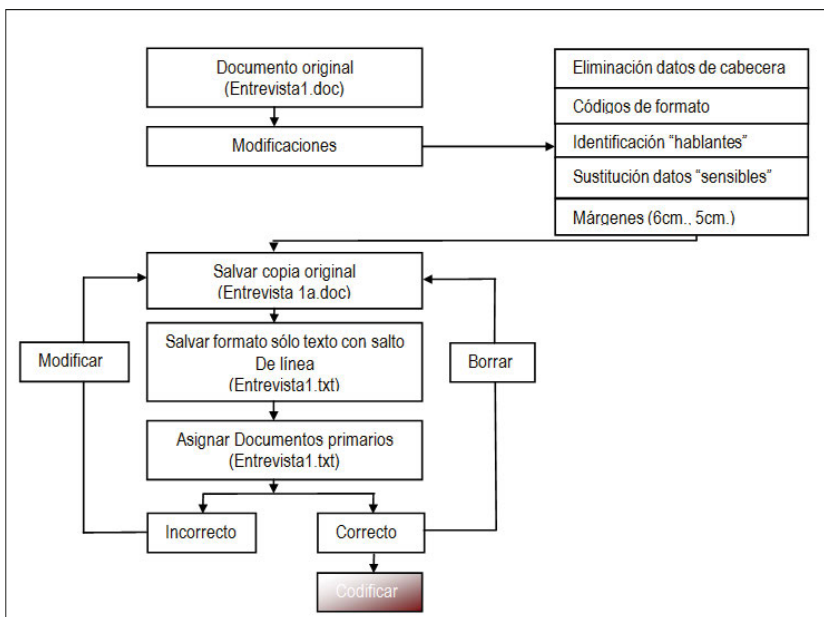 Documento original
(Entrevista1.doc)
Modificaciones
Eliminación datos de cabecera
Códigos de formato
Identificación “hablantes”
Sustitución datos “sensibles”
Márgenes (6cm., 5cm.)
Salvar copia original
(Entrevista 1a.doc)
Salvar formato sólo texto con salto
De línea
(Entrevista1.txt)
Modificar
Borrar
Asignar Documentos primarios
(Entrevista1.txt)
Incorrecto
Correcto
Codificar